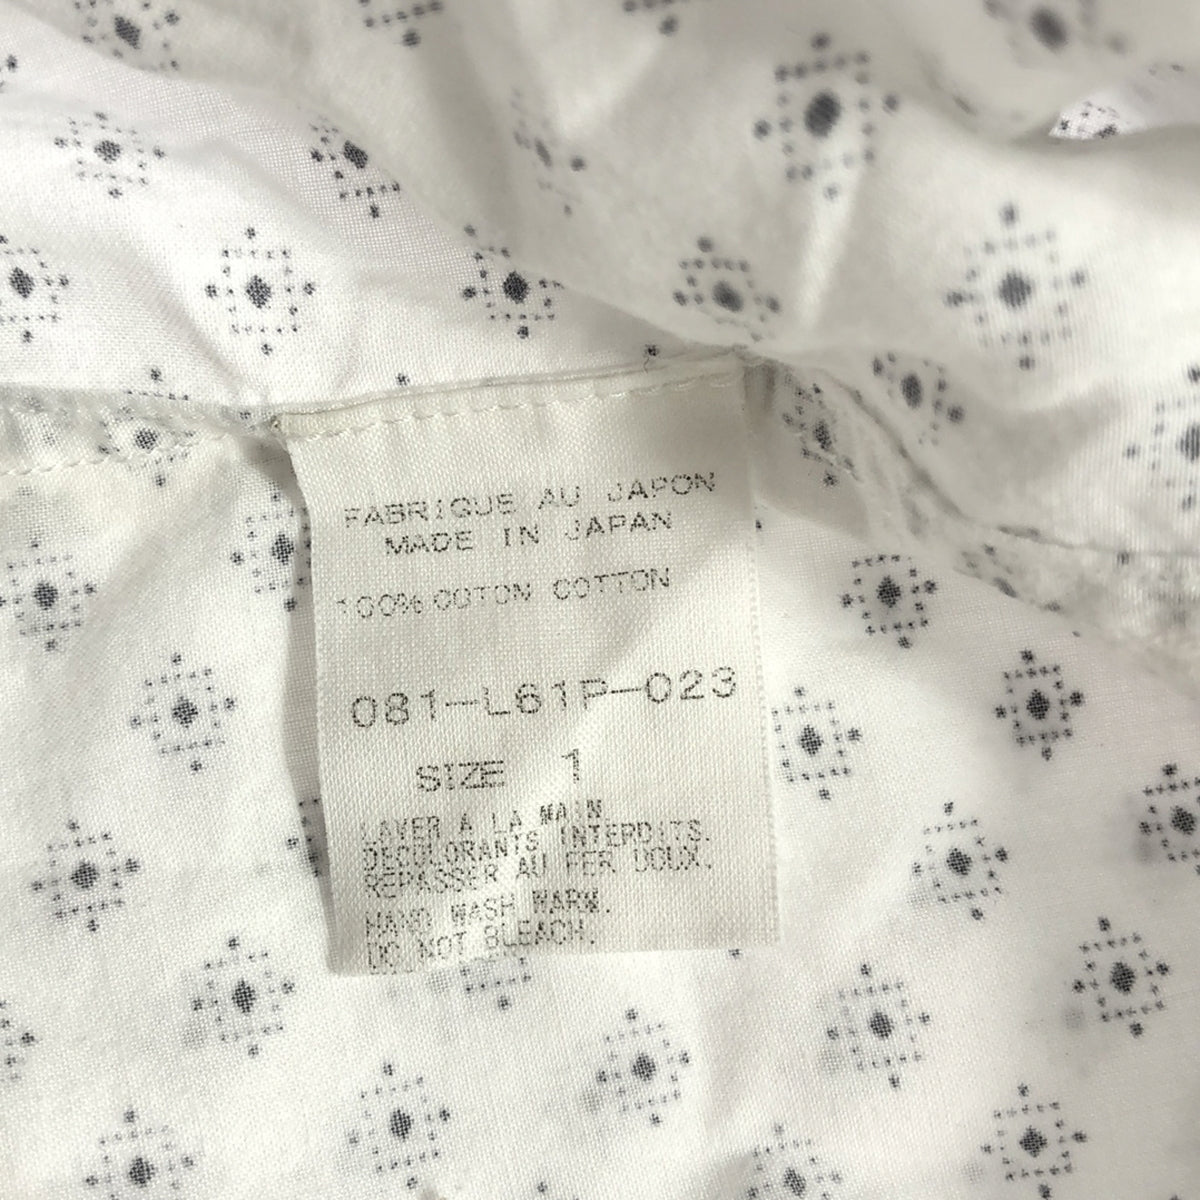 FABRIQUE AU JAPON
MADE IN JAPAN
100% COTON COTTON
081-L61P-023
SIZE 1
LAVER A LA MAIN
DECOLORANTS INTERDITS.
REPASSER AU FER DOUX.
HAND WASH WARM.
DO NOT BLEACH.